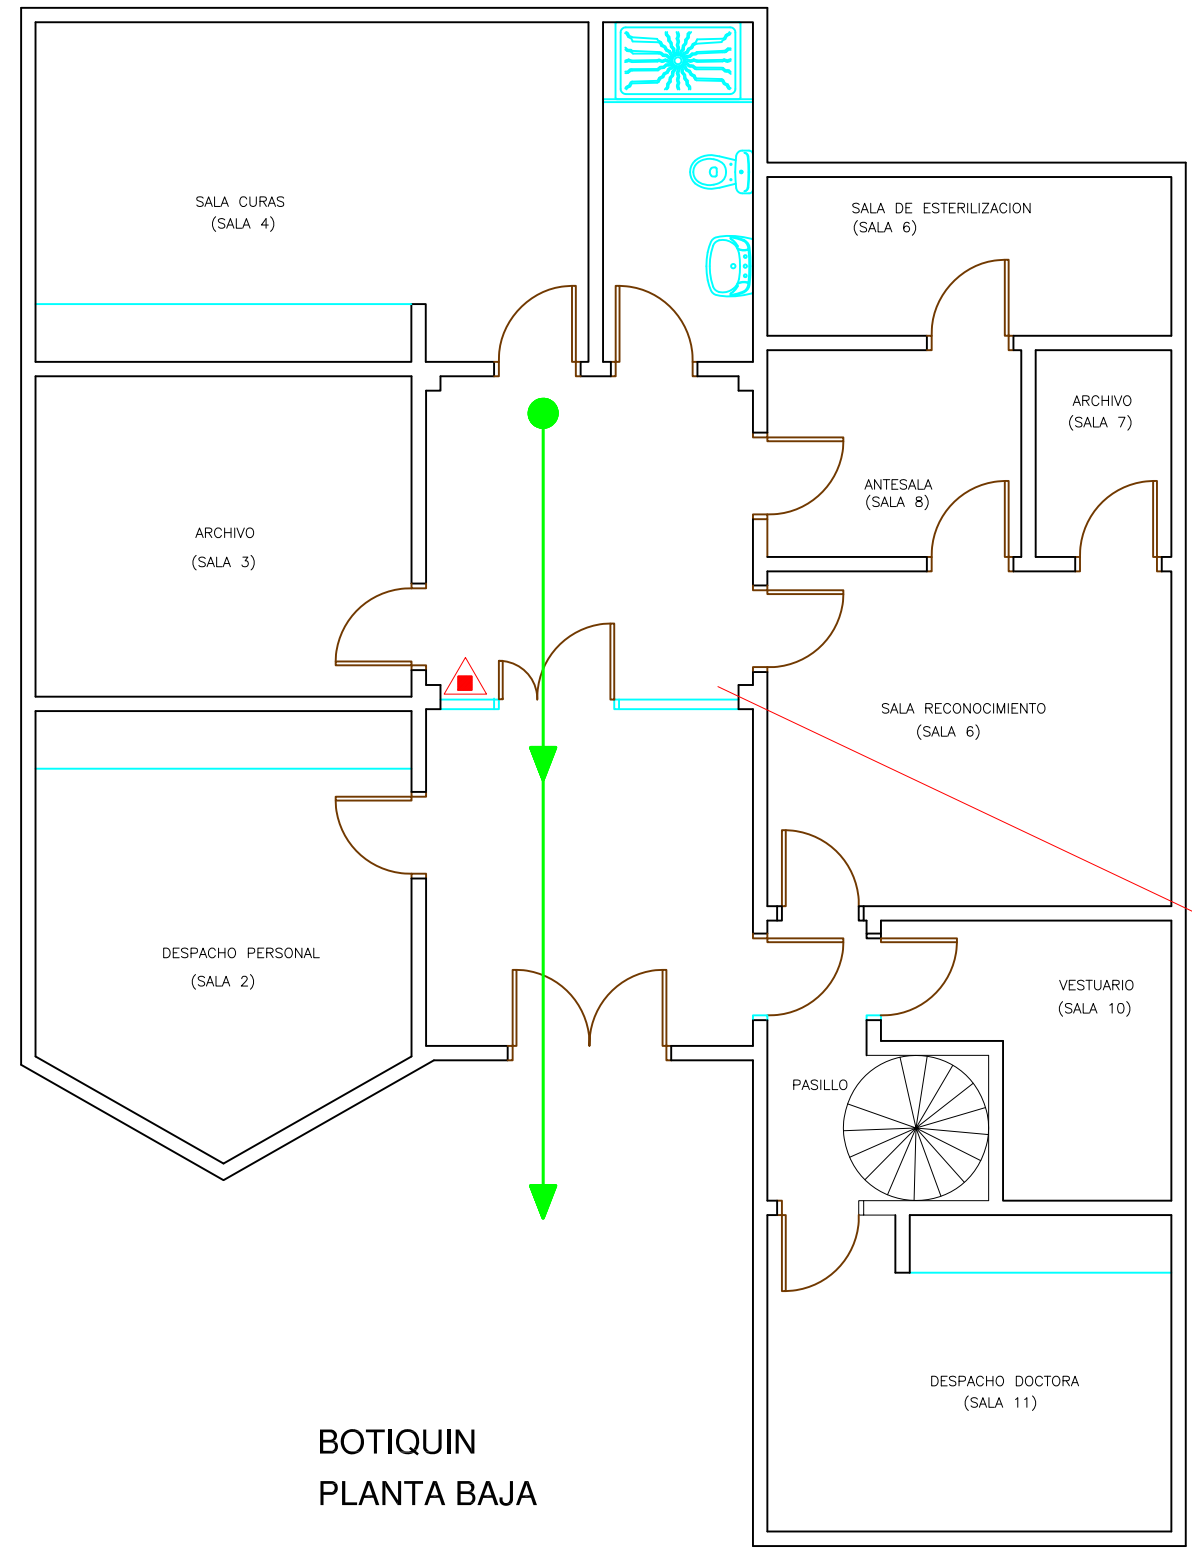 SALA CURAS
(SALA 4)
SALA DE ESTERILIZACION
(SALA 6)
ARCHIVO
(SALA 7)
ANTESALA
(SALA 8)
ARCHIVO
(SALA 3)
SALA RECONOCIMIENTO
(SALA 6)
DESPACHO PERSONAL
(SALA 2)
VESTUARIO
(SALA 10)
PASILLO
DESPACHO DOCTORA
(SALA 11)
BOTIQUIN
PLANTA BAJA